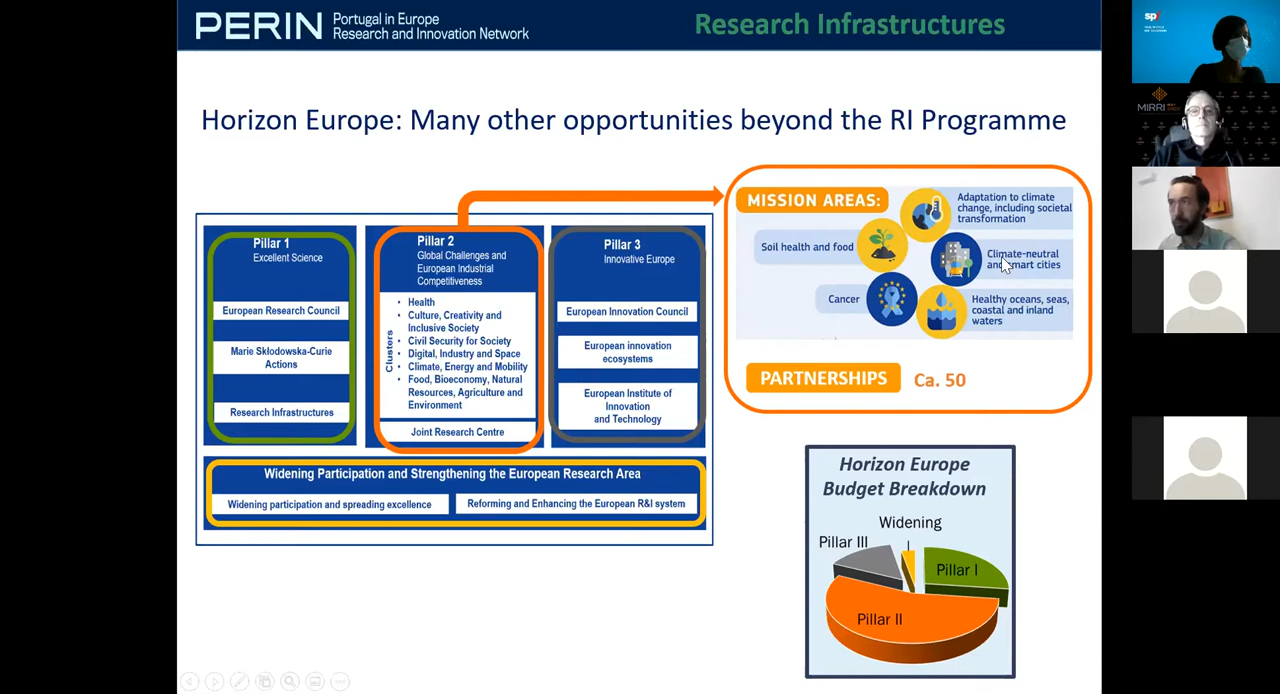 PERIN
Portugal in Europe
Research and Innovation Network
Research Infrastructures
Horizon Europe: Many other opportunities beyond the RI Programme
Pillar 1
Excellent Science
European Research Council
Marie Skłodowska-Curie
Actions
Research Infrastructures
Pillar 2
Global Challenges and
European Industrial
Competitiveness
Clusters
• Health
• Culture, Creativity and
Inclusive Society
• Civil Security for Society
• Digital, Industry and Space
• Climate, Energy and Mobility
• Food, Bioeconomy, Natural
Resources, Agriculture and
Environment
Joint Research Centre
Pillar 3
Innovative Europe
European Innovation Council
European innovation
ecosystems
European Institute of
Innovation
and Technology
Widening Participation and Strengthening the European Research Area
Widening participation and spreading excellence
Reforming and Enhancing the European R&I system
MISSION AREAS:
Adaptation to climate
change, including societal
transformation
Soil health and food
Climate-neutral
and smart cities
Cancer
Healthy oceans, seas,
coastal and inland
waters
PARTNERSHIPS
Ca. 50
Horizon Europe
Budget Breakdown
Widening
Pillar III
Pillar I
Pillar II
MIRRI